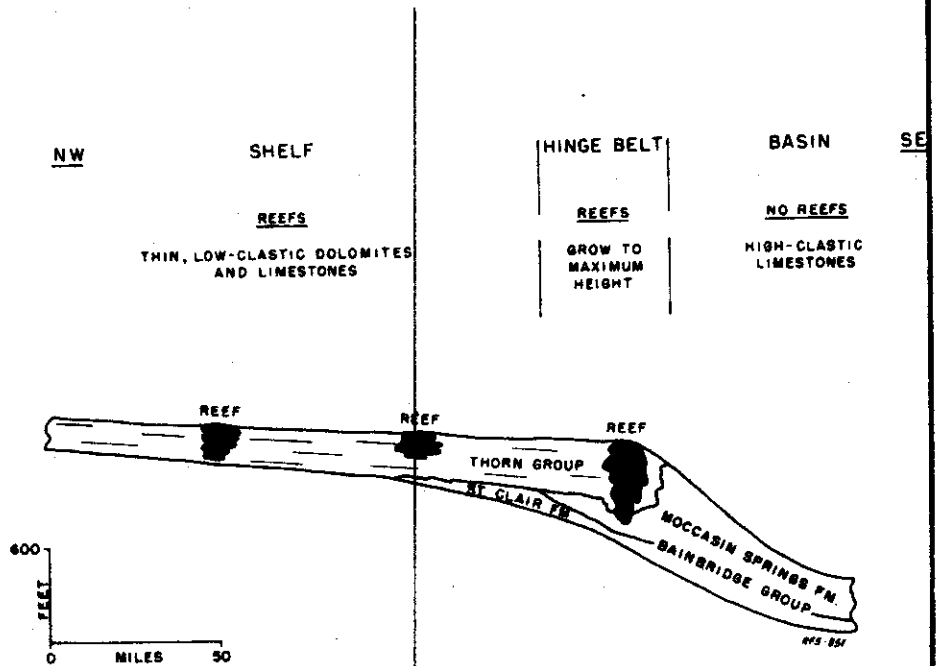 NW
SHELF
HINGE BELT
BASIN
SE
REEFS
THIN, LOW-CLASTIC DOLOMITES
AND LIMESTONES
REEFS
GROW TO
MAXIMUM
HEIGHT
NO REEFS
HIGH-CLASTIC
LIMESTONES
REEF
REEF
REEF
THORN GROUP
ST CLAIR FM
MOCCASIN SPRINGS FM.
BAINBRIDGE GROUP
600
FEET
0
MILES
50